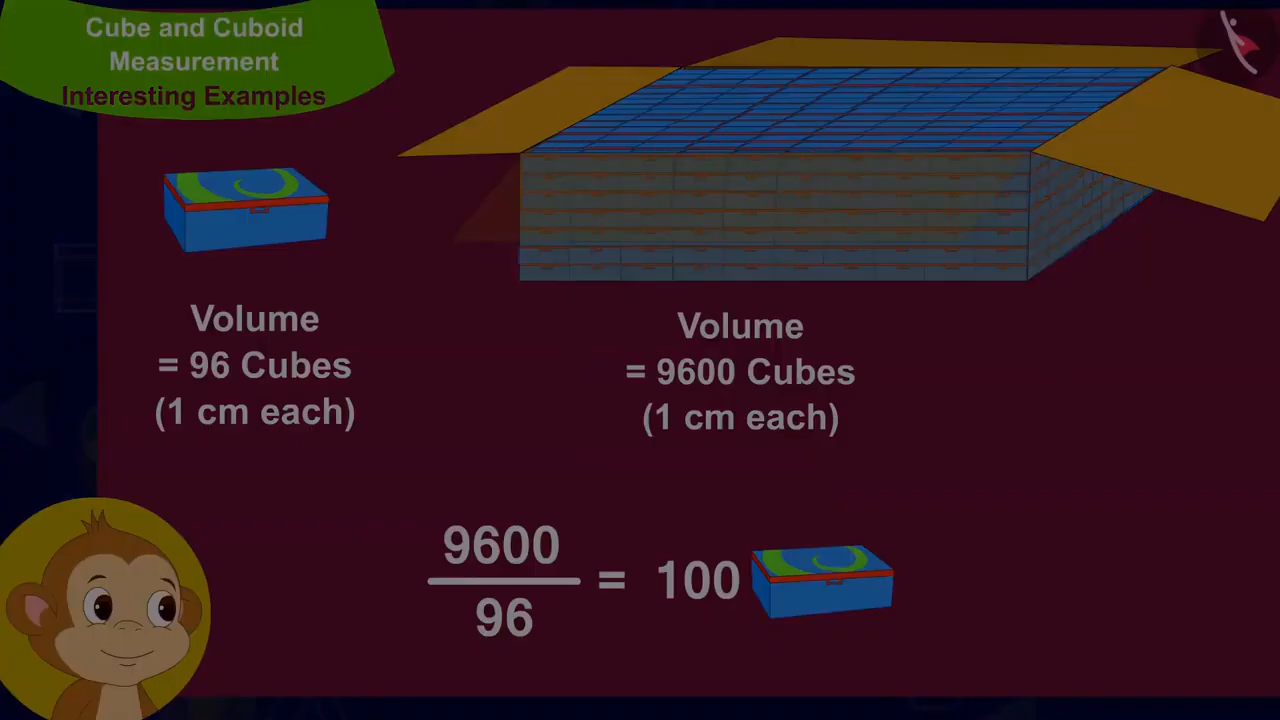 Cube and Cuboid
Measurement
Interesting Examples
Volume
= 96 Cubes
(1 cm each)
Volume
= 9600 Cubes
(1 cm each)
9600
96
= 100